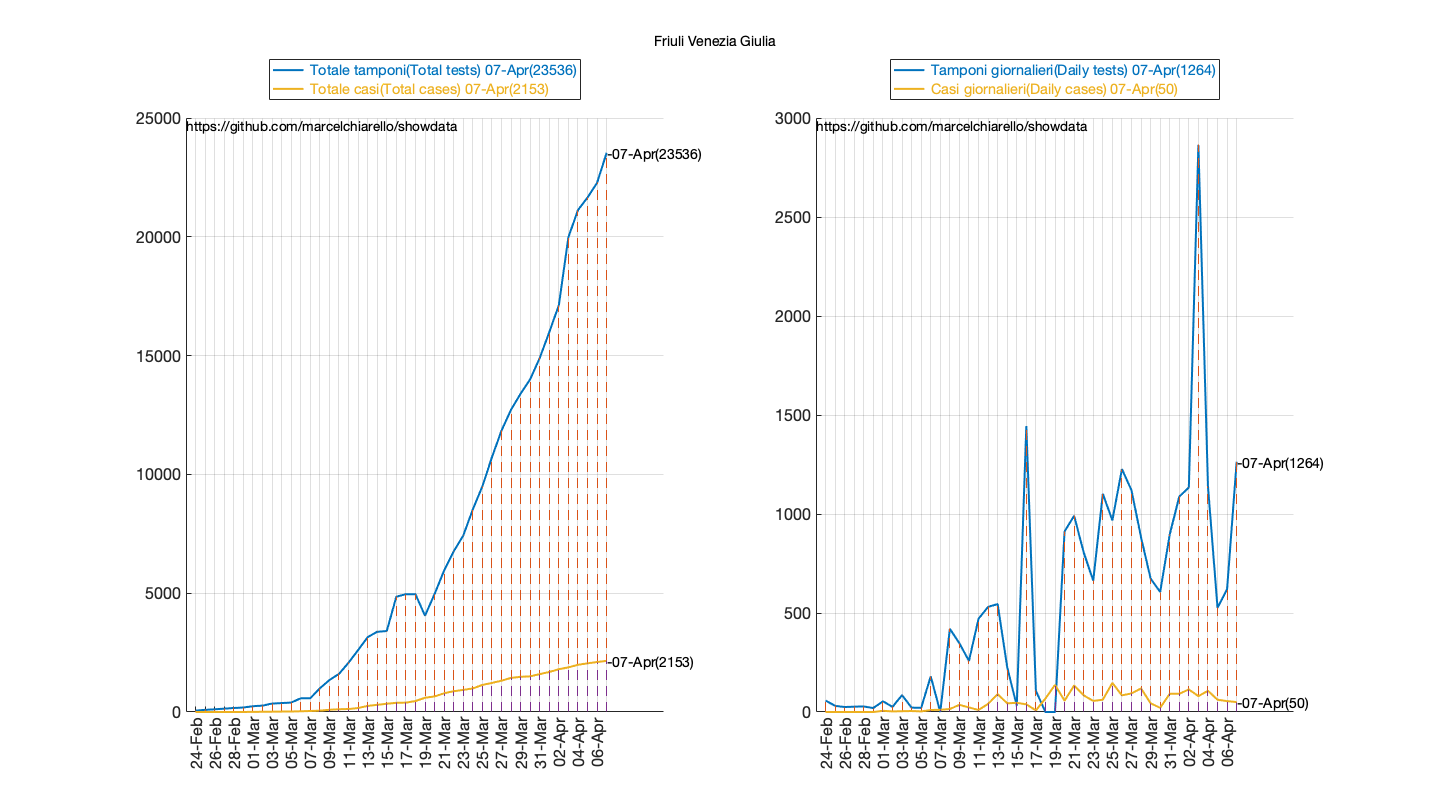 Friuli Venezia Giulia
Totale tamponi(Total tests) 07-Apr(23536)
Totale casi(Total cases) 07-Apr(2153)
25000
https://github.com/marcelchiarello/showdata
-07-Apr(23536)
20000
15000
10000
5000
-07-Apr(2153)
0
24-Feb
26-Feb
28-Feb
01-Mar
03-Mar
05-Mar
07-Mar
09-Mar
11-Mar
13-Mar
15-Mar
17-Mar
19-Mar
21-Mar
23-Mar
25-Mar
27-Mar
29-Mar
31-Mar
02-Apr
04-Apr
06-Apr
Tamponi giornalieri(Daily tests) 07-Apr(1264)
Casi giornalieri(Daily cases) 07-Apr(50)
3000
https://github.com/marcelchiarello/showdata
2500
2000
1500
-07-Apr(1264)
1000
500
-07-Apr(50)
0
24-Feb
26-Feb
28-Feb
01-Mar
03-Mar
05-Mar
07-Mar
09-Mar
11-Mar
13-Mar
15-Mar
17-Mar
19-Mar
21-Mar
23-Mar
25-Mar
27-Mar
29-Mar
31-Mar
02-Apr
04-Apr
06-Apr